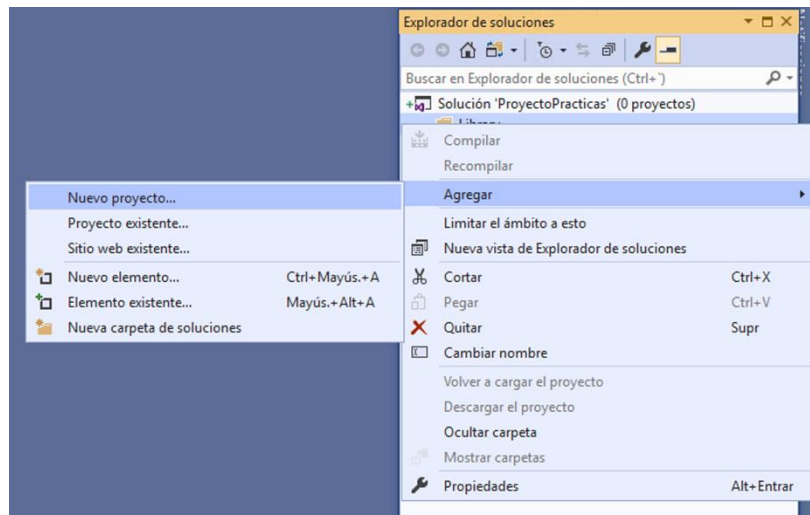 Explorador de soluciones
Buscar en Explorador de soluciones (Ctrl+`)
Solución 'ProyectoPracticas' (0 proyectos)
Library
Compilar
Recompilar
Agregar
Limitar el ámbito a esto
Nueva vista de Explorador de soluciones
Cortar Ctrl+X
Pegar Ctrl+V
Quitar Supr
Cambiar nombre
Volver a cargar el proyecto
Descargar el proyecto
Ocultar carpeta
Mostrar carpetas
Propiedades Alt+Entrar
Nuevo proyecto...
Proyecto existente...
Sitio web existente...
Nuevo elemento... Ctrl+Mayús.+A
Elemento existente... Mayús.+Alt+A
Nueva carpeta de soluciones